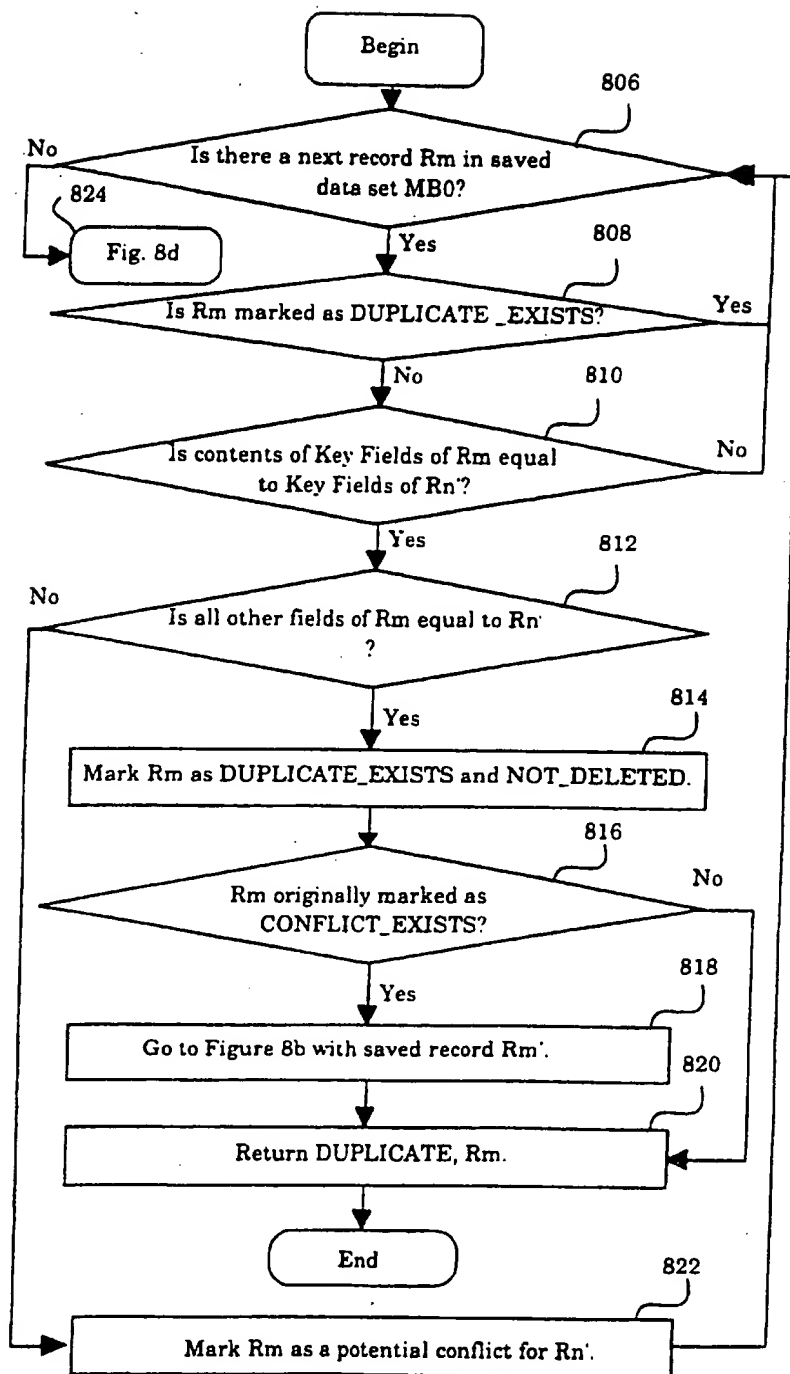 Begin
806
No
Is there a next record Rm in saved
data set MB0?
824
Fig. 8d
Yes
808
Is Rm marked as DUPLICATE _EXISTS?
Yes
No
810
Is contents of Key Fields of Rm equal
to Key Fields of Rn'?
No
Yes
812
No
Is all other fields of Rm equal to Rn'
?
Yes
814
Mark Rm as DUPLICATE_EXISTS and NOT_DELETED.
816
Rm originally marked as
CONFLICT_EXISTS?
No
Yes
818
Go to Figure 8b with saved record Rm'.
820
Return DUPLICATE, Rm.
End
822
Mark Rm as a potential conflict for Rn'.